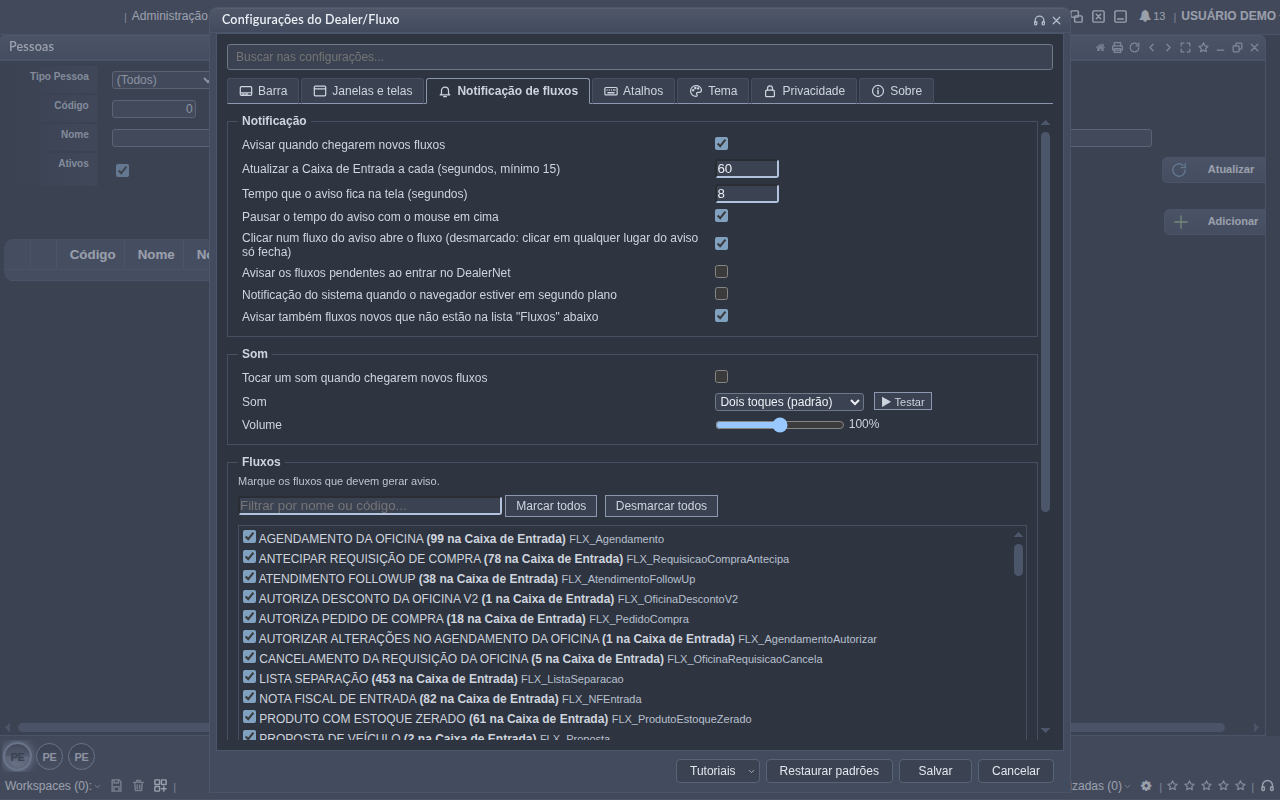 | Administração
Configurações do Dealer/Fluxo
13 | USUÁRIO DEMO
Pessoas
Tipo Pessoa (Todos)
Código 0
Nome
Ativos
Atualizar
Adicionar
Código Nome
Buscar nas configurações...
Barra Janelas e telas Notificação de fluxos Atalhos Tema Privacidade Sobre
Notificação
Avisar quando chegarem novos fluxos
Atualizar a Caixa de Entrada a cada (segundos, mínimo 15) 60
Tempo que o aviso fica na tela (segundos) 8
Pausar o tempo do aviso com o mouse em cima
Clicar num fluxo do aviso abre o fluxo (desmarcado: clicar em qualquer lugar do aviso
só fecha)
Avisar os fluxos pendentes ao entrar no DealerNet
Notificação do sistema quando o navegador estiver em segundo plano
Avisar também fluxos novos que não estão na lista "Fluxos" abaixo
Som
Tocar um som quando chegarem novos fluxos
Som Dois toques (padrão) Testar
Volume 100%
Fluxos
Marque os fluxos que devem gerar aviso.
Filtrar por nome ou código... Marcar todos Desmarcar todos
AGENDAMENTO DA OFICINA (99 na Caixa de Entrada) FLX_Agendamento
ANTECIPAR REQUISIÇÃO DE COMPRA (78 na Caixa de Entrada) FLX_RequisicaoCompraAntecipa
ATENDIMENTO FOLLOWUP (38 na Caixa de Entrada) FLX_AtendimentoFollowUp
AUTORIZA DESCONTO DA OFICINA V2 (1 na Caixa de Entrada) FLX_OficinaDescontoV2
AUTORIZA PEDIDO DE COMPRA (18 na Caixa de Entrada) FLX_PedidoCompra
AUTORIZAR ALTERAÇÕES NO AGENDAMENTO DA OFICINA (1 na Caixa de Entrada) FLX_AgendamentoAutorizar
CANCELAMENTO DA REQUISIÇÃO DA OFICINA (5 na Caixa de Entrada) FLX_OficinaRequisicaoCancela
LISTA SEPARAÇÃO (453 na Caixa de Entrada) FLX_ListaSeparacao
NOTA FISCAL DE ENTRADA (82 na Caixa de Entrada) FLX_NFEntrada
PRODUTO COM ESTOQUE ZERADO (61 na Caixa de Entrada) FLX_ProdutoEstoqueZerado
PROPOSTA DE VEÍCULO (2 na Caixa de Entrada) FLX_Proposta
PE PE PE
Tutoriais Restaurar padrões Salvar Cancelar
Workspaces (0): |
zadas (0) | |